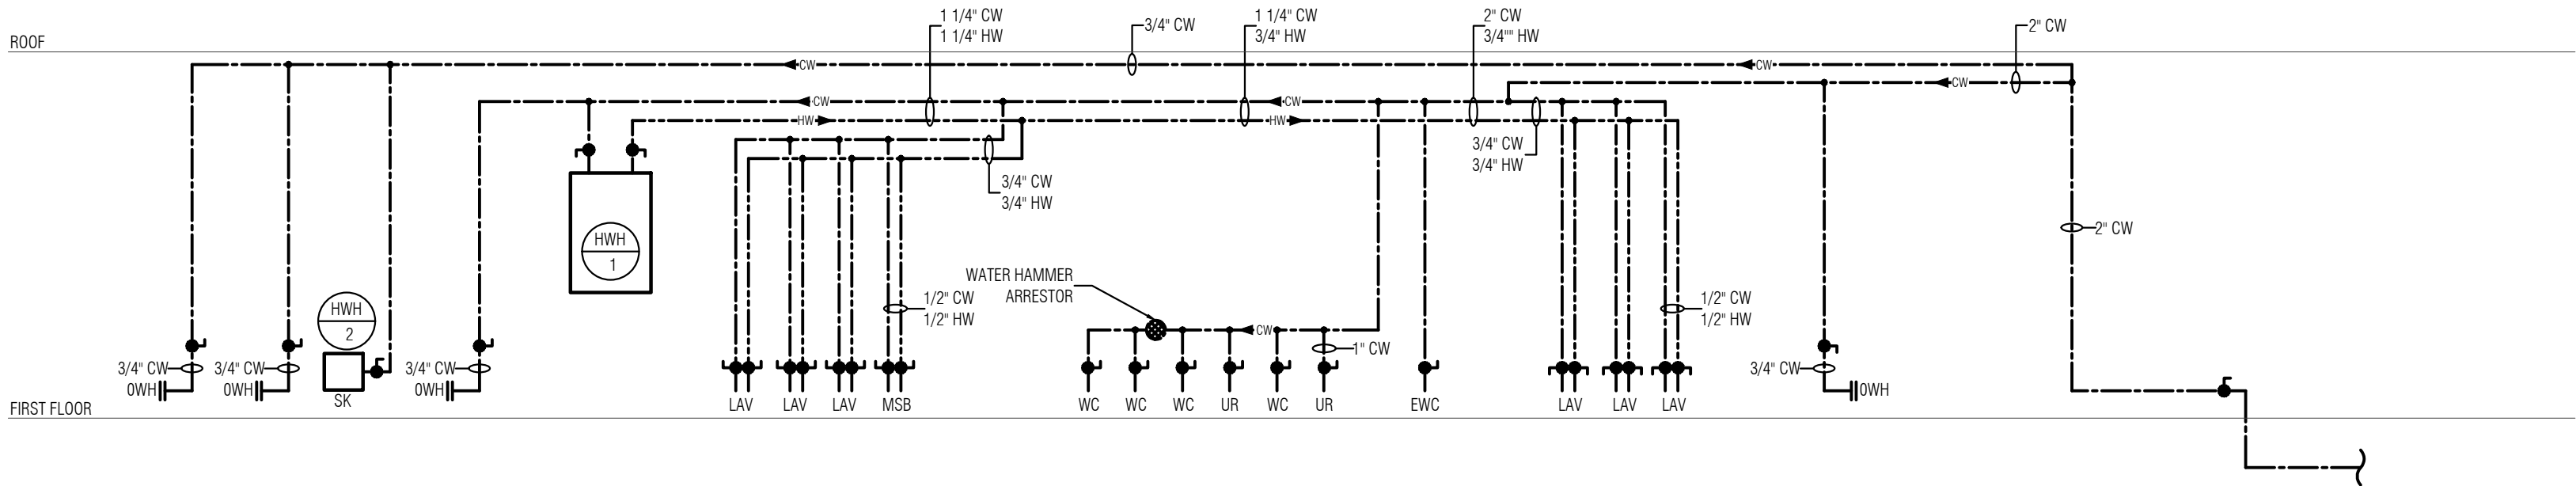 1 1/4" CW
1 1/4" HW
3/4" CW
1 1/4" CW
3/4" HW
2" CW
3/4"" HW
2" CW
ROOF
CW
CW
CW
CW
CW
HW
HW
3/4" CW
3/4" HW
3/4" CW
3/4" HW
2" CW
HWH
1
WATER HAMMER
ARRESTOR
1/2" CW
1/2" HW
1/2" CW
1/2" HW
HWH
2
CW
1" CW
3/4" CW
3/4" CW
3/4" CW
3/4" CW
OWH
OWH
OWH
OWH
SK
LAV
LAV
LAV
MSB
WC
WC
WC
UR
WC
UR
EWC
LAV
LAV
LAV
FIRST FLOOR